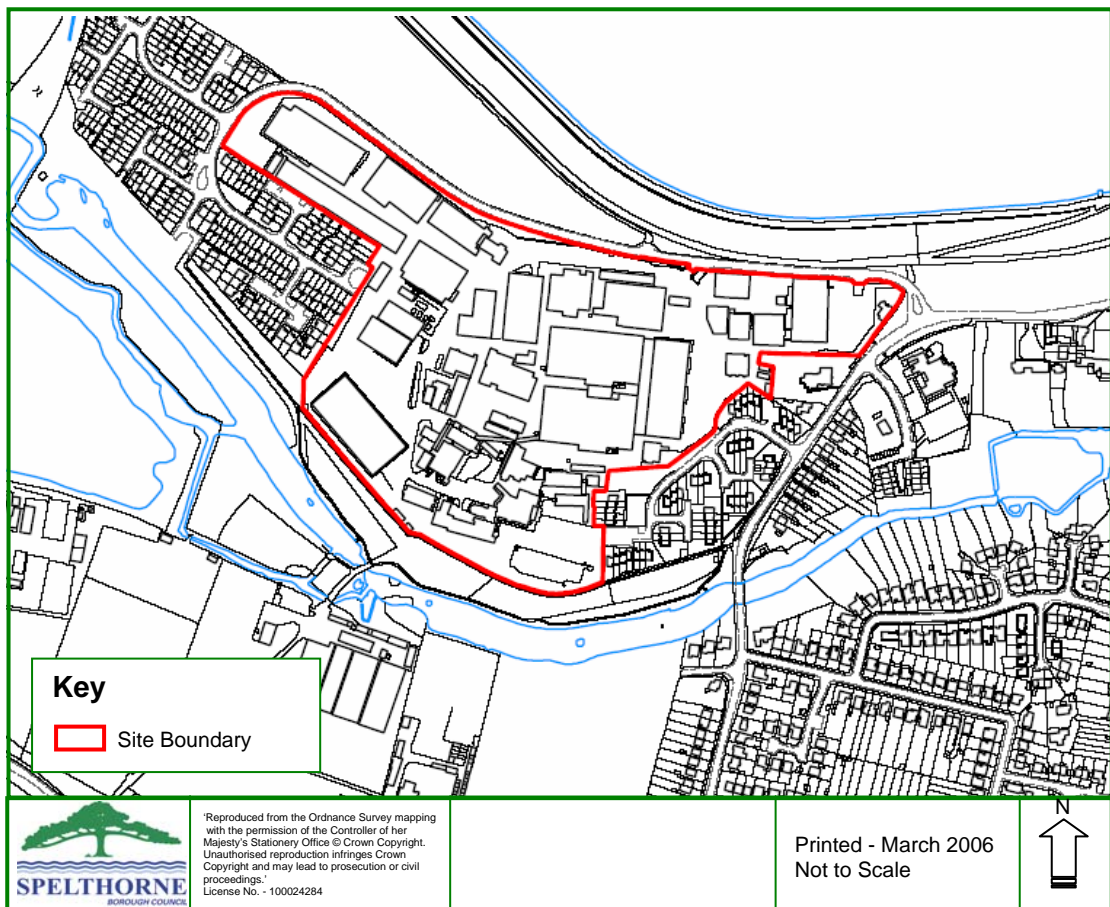 Key
Site Boundary
SPELTHORNE
BOROUGH COUNCIL
'Reproduced from the Ordnance Survey mapping
with the permission of the Controller of her
Majesty's Stationery Office © Crown Copyright.
Unauthorised reproduction infringes Crown
Copyright and may lead to prosecution or civil
proceedings.'
License No. - 100024284
Printed - March 2006
Not to Scale
N